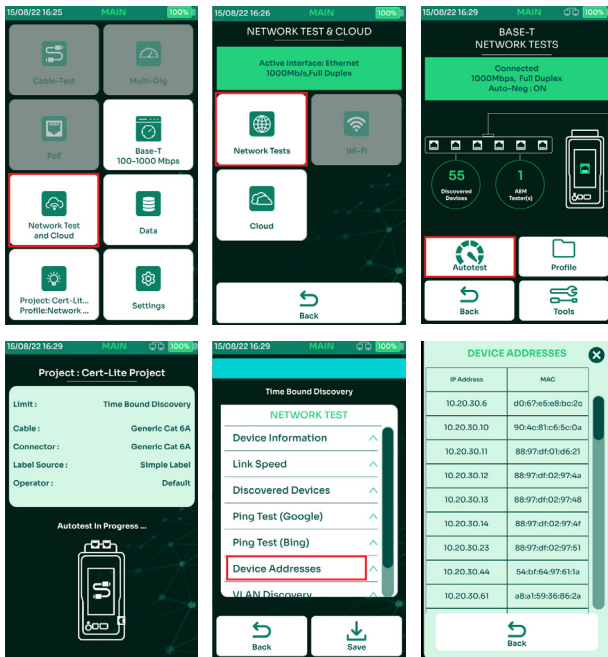 15/08/22 16:25 MAIN 100%
Cable-Test
Multi-Gig
PoE
Base-T
100-1000 Mbps
Network Test
and Cloud
Data
Project: Cert-Lit...
Profile:Network ...
Settings
15/08/22 16:26 MAIN 100%
NETWORK TEST & CLOUD
Active Interface: Ethernet
1000Mb/s,Full Duplex
Network Tests
Wi-Fi
Cloud
Back
15/08/22 16:29 MAIN 100%
BASE-T
NETWORK TESTS
Connected
1000Mbps, Full Duplex
Auto-Neg : ON
55
Discovered
Devices
1
AEM
Tester(s)
Autotest
Profile
Back
Tools
15/08/22 16:29 MAIN 100%
Project : Cert-Lite Project
Limit : Time Bound Discovery
Cable : Generic Cat 6A
Connector : Generic Cat 6A
Label Source : Simple Label
Operator : Default
Autotest In Progress ...
15/08/22 16:29 MAIN 100%
Time Bound Discovery
NETWORK TEST
Device Information
Link Speed
Discovered Devices
Ping Test (Google)
Ping Test (Bing)
Device Addresses
VLAN Discovery
Back
Save
DEVICE ADDRESSES
IP Address MAC
10.20.30.6 d0:67:e5:e8:bc:2c
10.20.30.10 90:4c:81:c6:5c:0a
10.20.30.11 88:97:df:01:d6:21
10.20.30.12 88:97:df:02:97:4a
10.20.30.13 88:97:df:02:97:48
10.20.30.14 88:97:df:02:97:4f
10.20.30.23 88:97:df:02:97:51
10.20.30.44 54:bf:64:97:61:1a
10.20.30.61 a8:a1:59:36:86:2a
Back